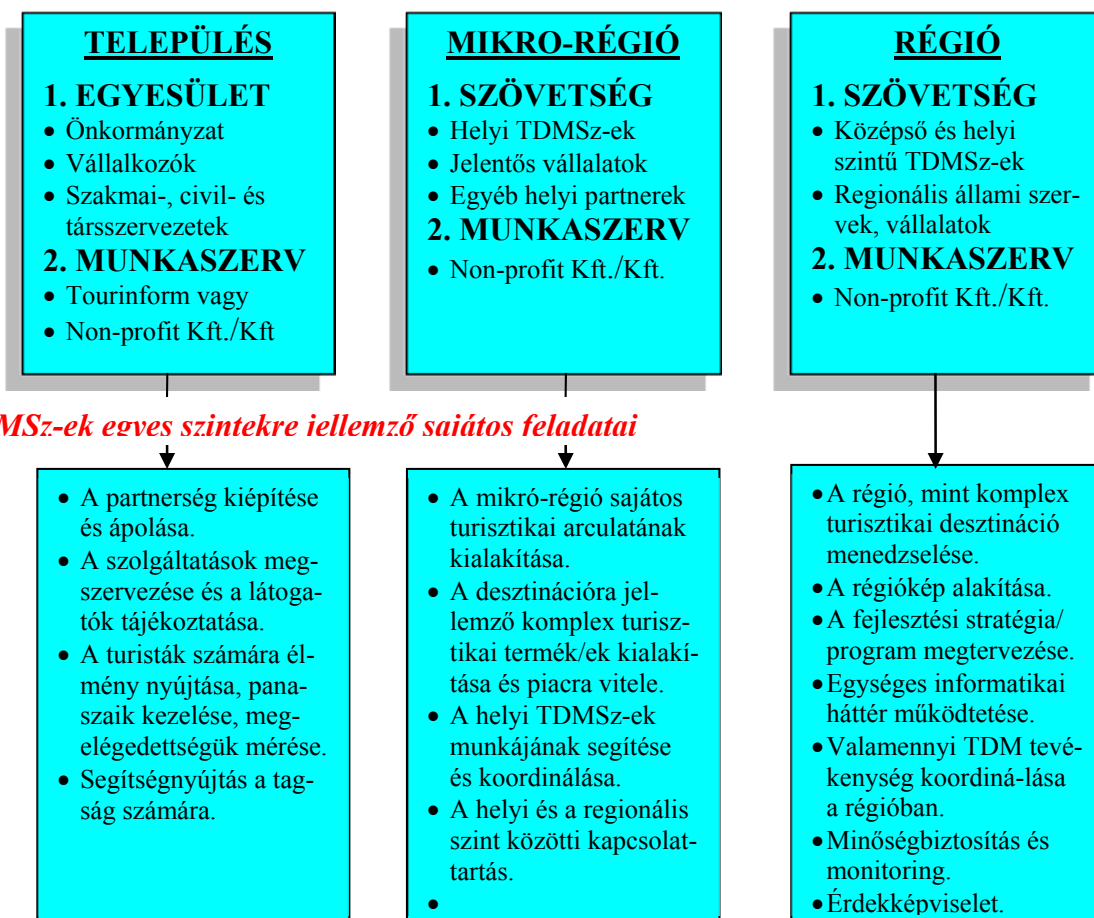 TELEPÜLÉS
1. EGYESÜLET
• Önkormányzat
• Vállalkozók
• Szakmai-, civil- és
társszervezetek
2. MUNKASZERV
• Tourinform vagy
• Non-profit Kft./Kft
MIKRO-RÉGIÓ
1. SZÖVETSÉG
• Helyi TDMSz-ek
• Jelentős vállalatok
• Egyéb helyi partnerek
2. MUNKASZERV
• Non-profit Kft./Kft.
RÉGIÓ
1. SZÖVETSÉG
• Középső és helyi
szintű TDMSz-ek
• Regionális állami szer-
vek, vállalatok
2. MUNKASZERV
• Non-profit Kft./Kft.
MSz-ek egyes szintekre jellemző sajátos feladatai
• A partnerség kiépítése
és ápolása.
• A szolgáltatások meg-
szervezése és a látoga-
tók tájékoztatása.
• A turisták számára él-
mény nyújtása, pana-
szaik kezelése, meg-
elégedettségük mérése.
• Segítségnyújtás a tag-
ság számára.
• A mikró-régió sajátos
turisztikai arculatának
kialakítása.
• A desztinációra jel-
lemző komplex turisz-
tikai termék/ek kialakí-
tása és piacra vitele.
• A helyi TDMSz-ek
munkájának segítése
és koordinálása.
• A helyi és a regionális
szint közötti kapcsolat-
tartás.
•
• A régió, mint komplex
turisztikai desztináció
menedzselése.
• A régiókép alakítása.
• A fejlesztési stratégia/
program megtervezése.
• Egységes informatikai
háttér működtetése.
• Valamennyi TDM tevé-
kenység koordiná-lása
a régióban.
• Minőségbiztosítás és
monitoring.
• Érdekképviselet.